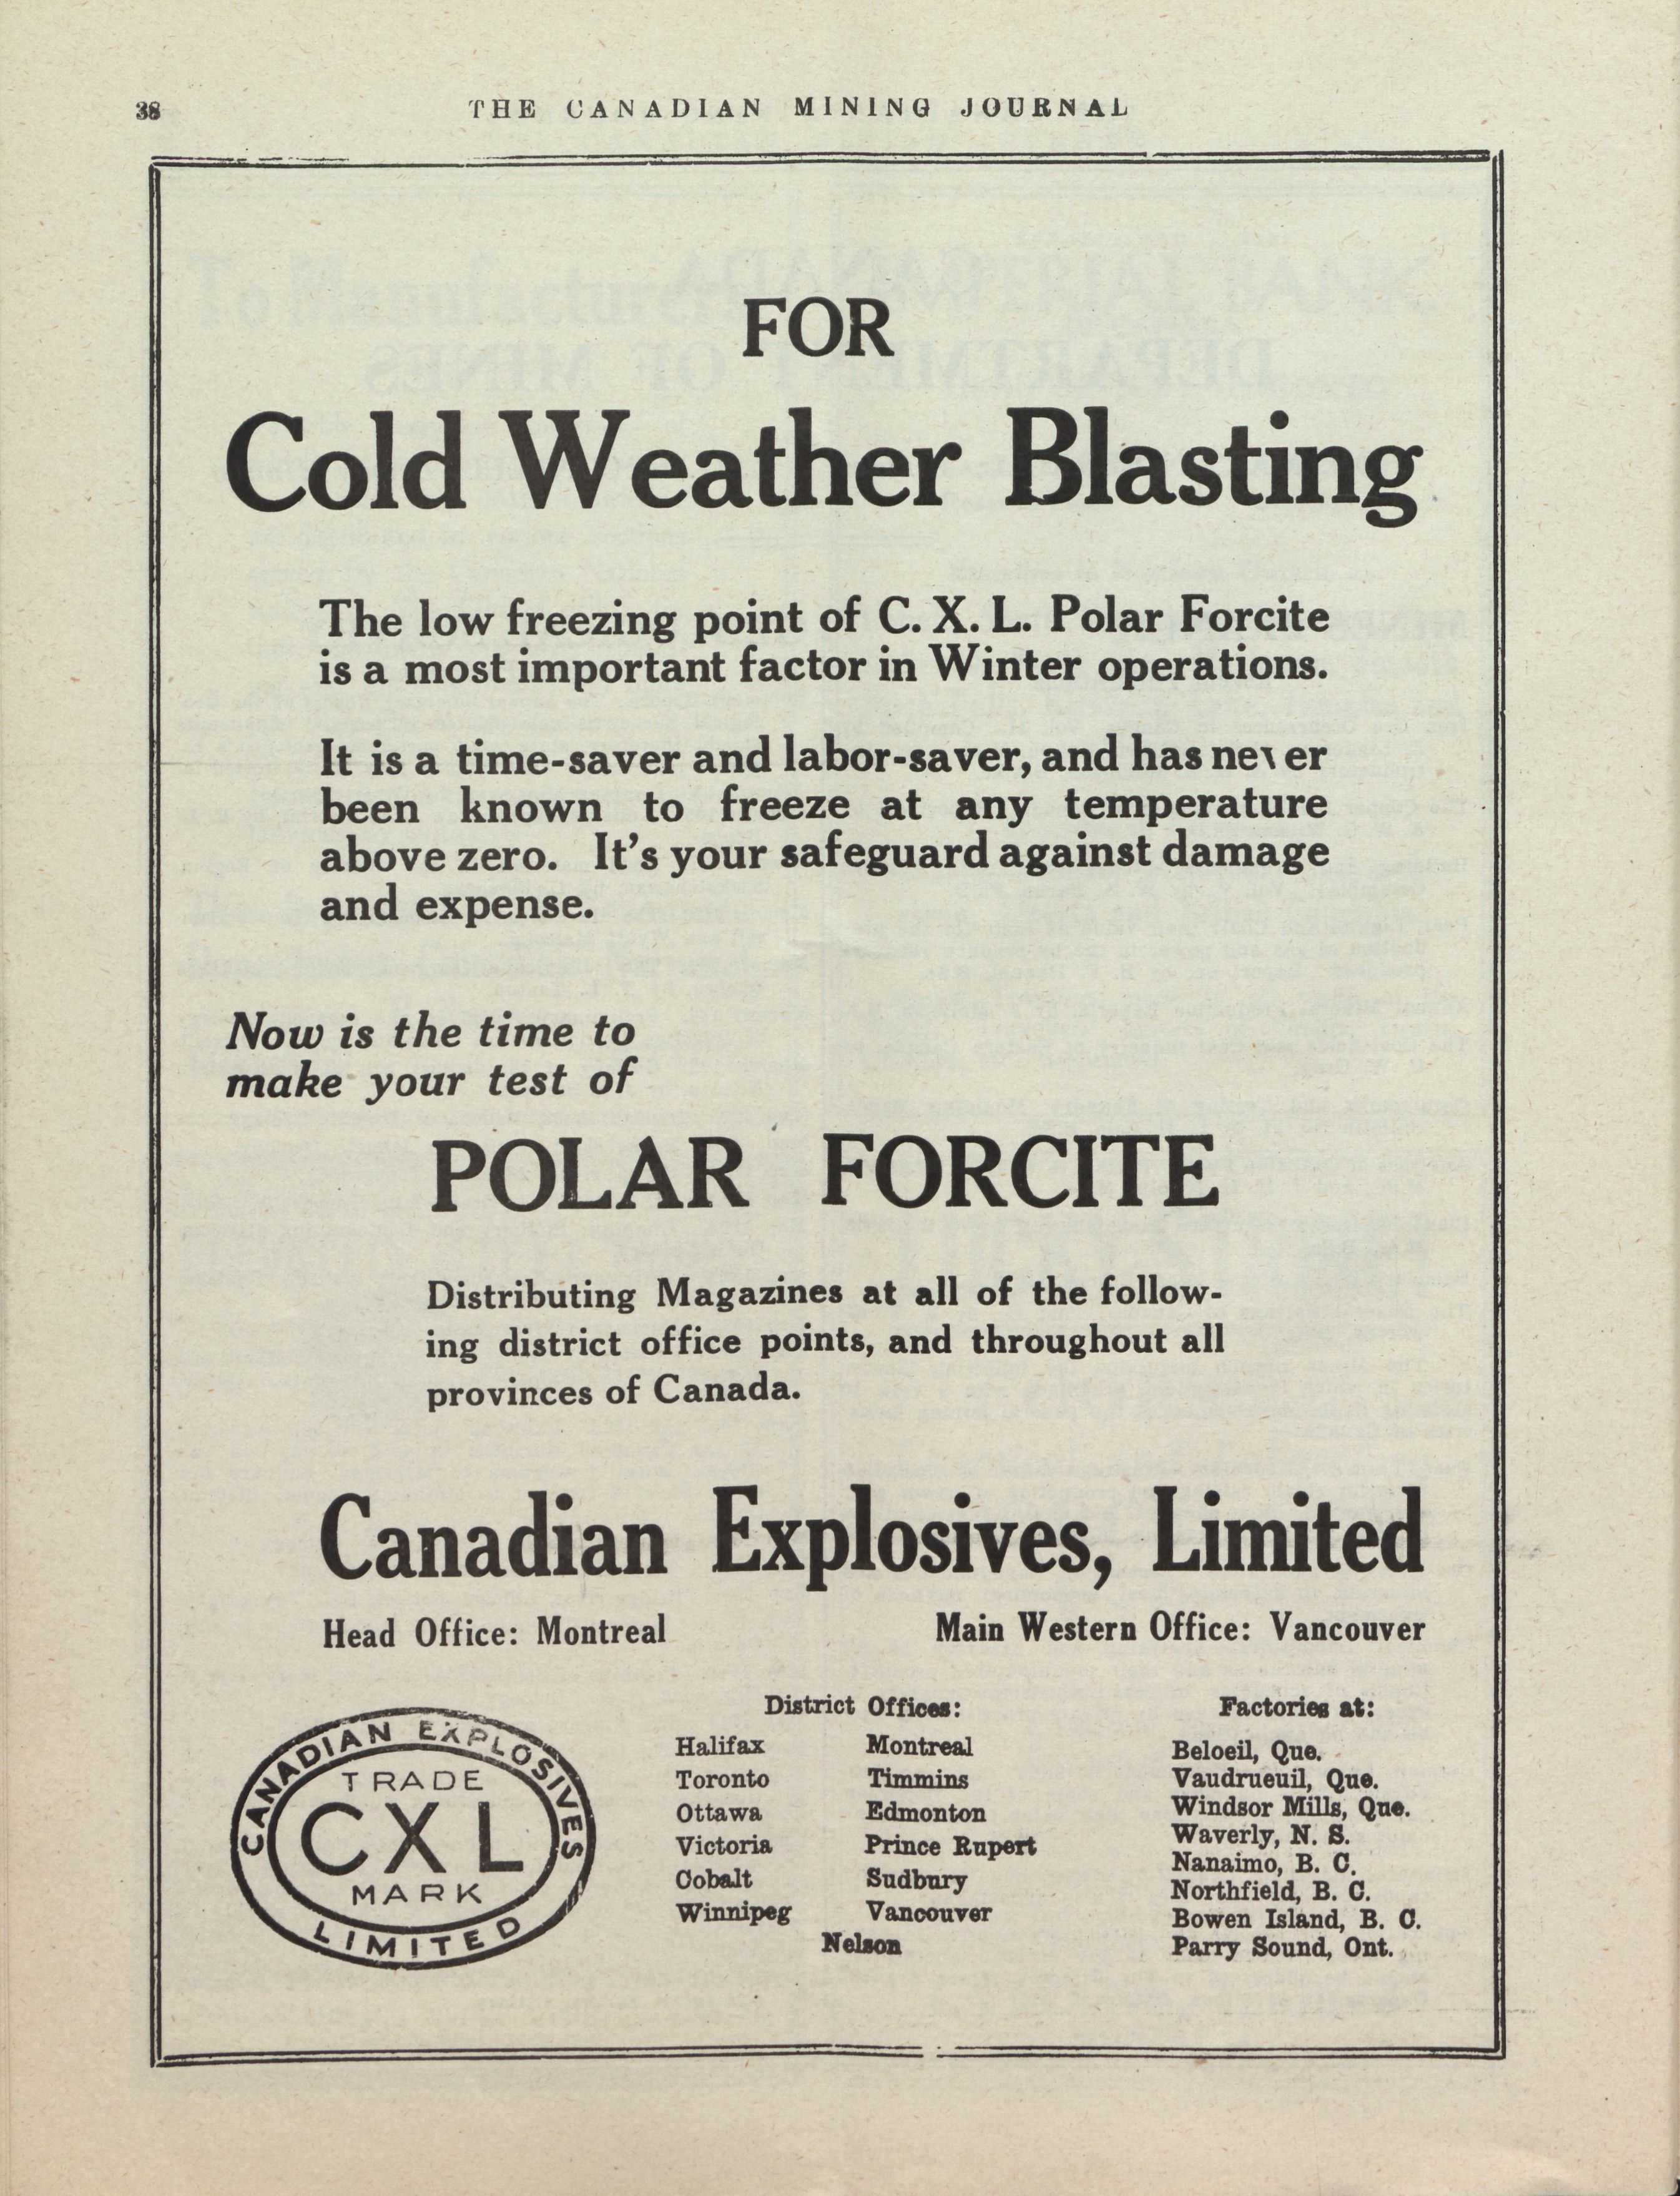 38
THE CANADIAN MINING JOURNAL
FOR
Cold Weather Blasting
The low freezing point of C. X. L. Polar Forcite
is a most important factor in Winter operations.
It is a time-saver and labor-saver, and has never
been known to freeze at any temperature
above zero. It's your safeguard against damage
and expense.
Now is the time to
make your test of
POLAR FORCITE
Distributing Magazines at all of the follow-
ing district office points, and throughout all
provinces of Canada.
Canadian Explosives, Limited
Head Office: Montreal
Main Western Office: Vancouver
CANADIAN EXPLOSIVES
TRADE
CXL
MARK
LIMITED
District Offices:
Halifax Montreal
Toronto Timmins
Ottawa Edmonton
Victoria Prince Rupert
Cobalt Sudbury
Winnipeg Vancouver
Nelson
Factories at:
Beloeil, Que.
Vaudrueuil, Que.
Windsor Mills, Que.
Waverly, N. S.
Nanaimo, B. C.
Northfield, B. C.
Bowen Island, B. C.
Parry Sound, Ont.